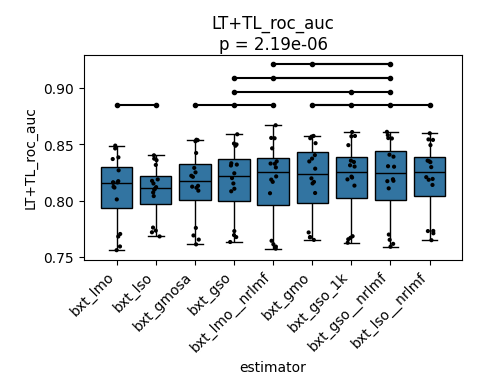 LT+TL_roc_auc
p = 2.19e-06
LT+TL_roc_auc
0.90
0.85
0.80
0.75
bxt_lmo
bxt_lso
bxt_gmosa
bxt_gso
bxt_lmo__nrlmf
bxt_gmo
bxt_gso_1k
bxt_gso__nrlmf
bxt_lso__nrlmf
estimator